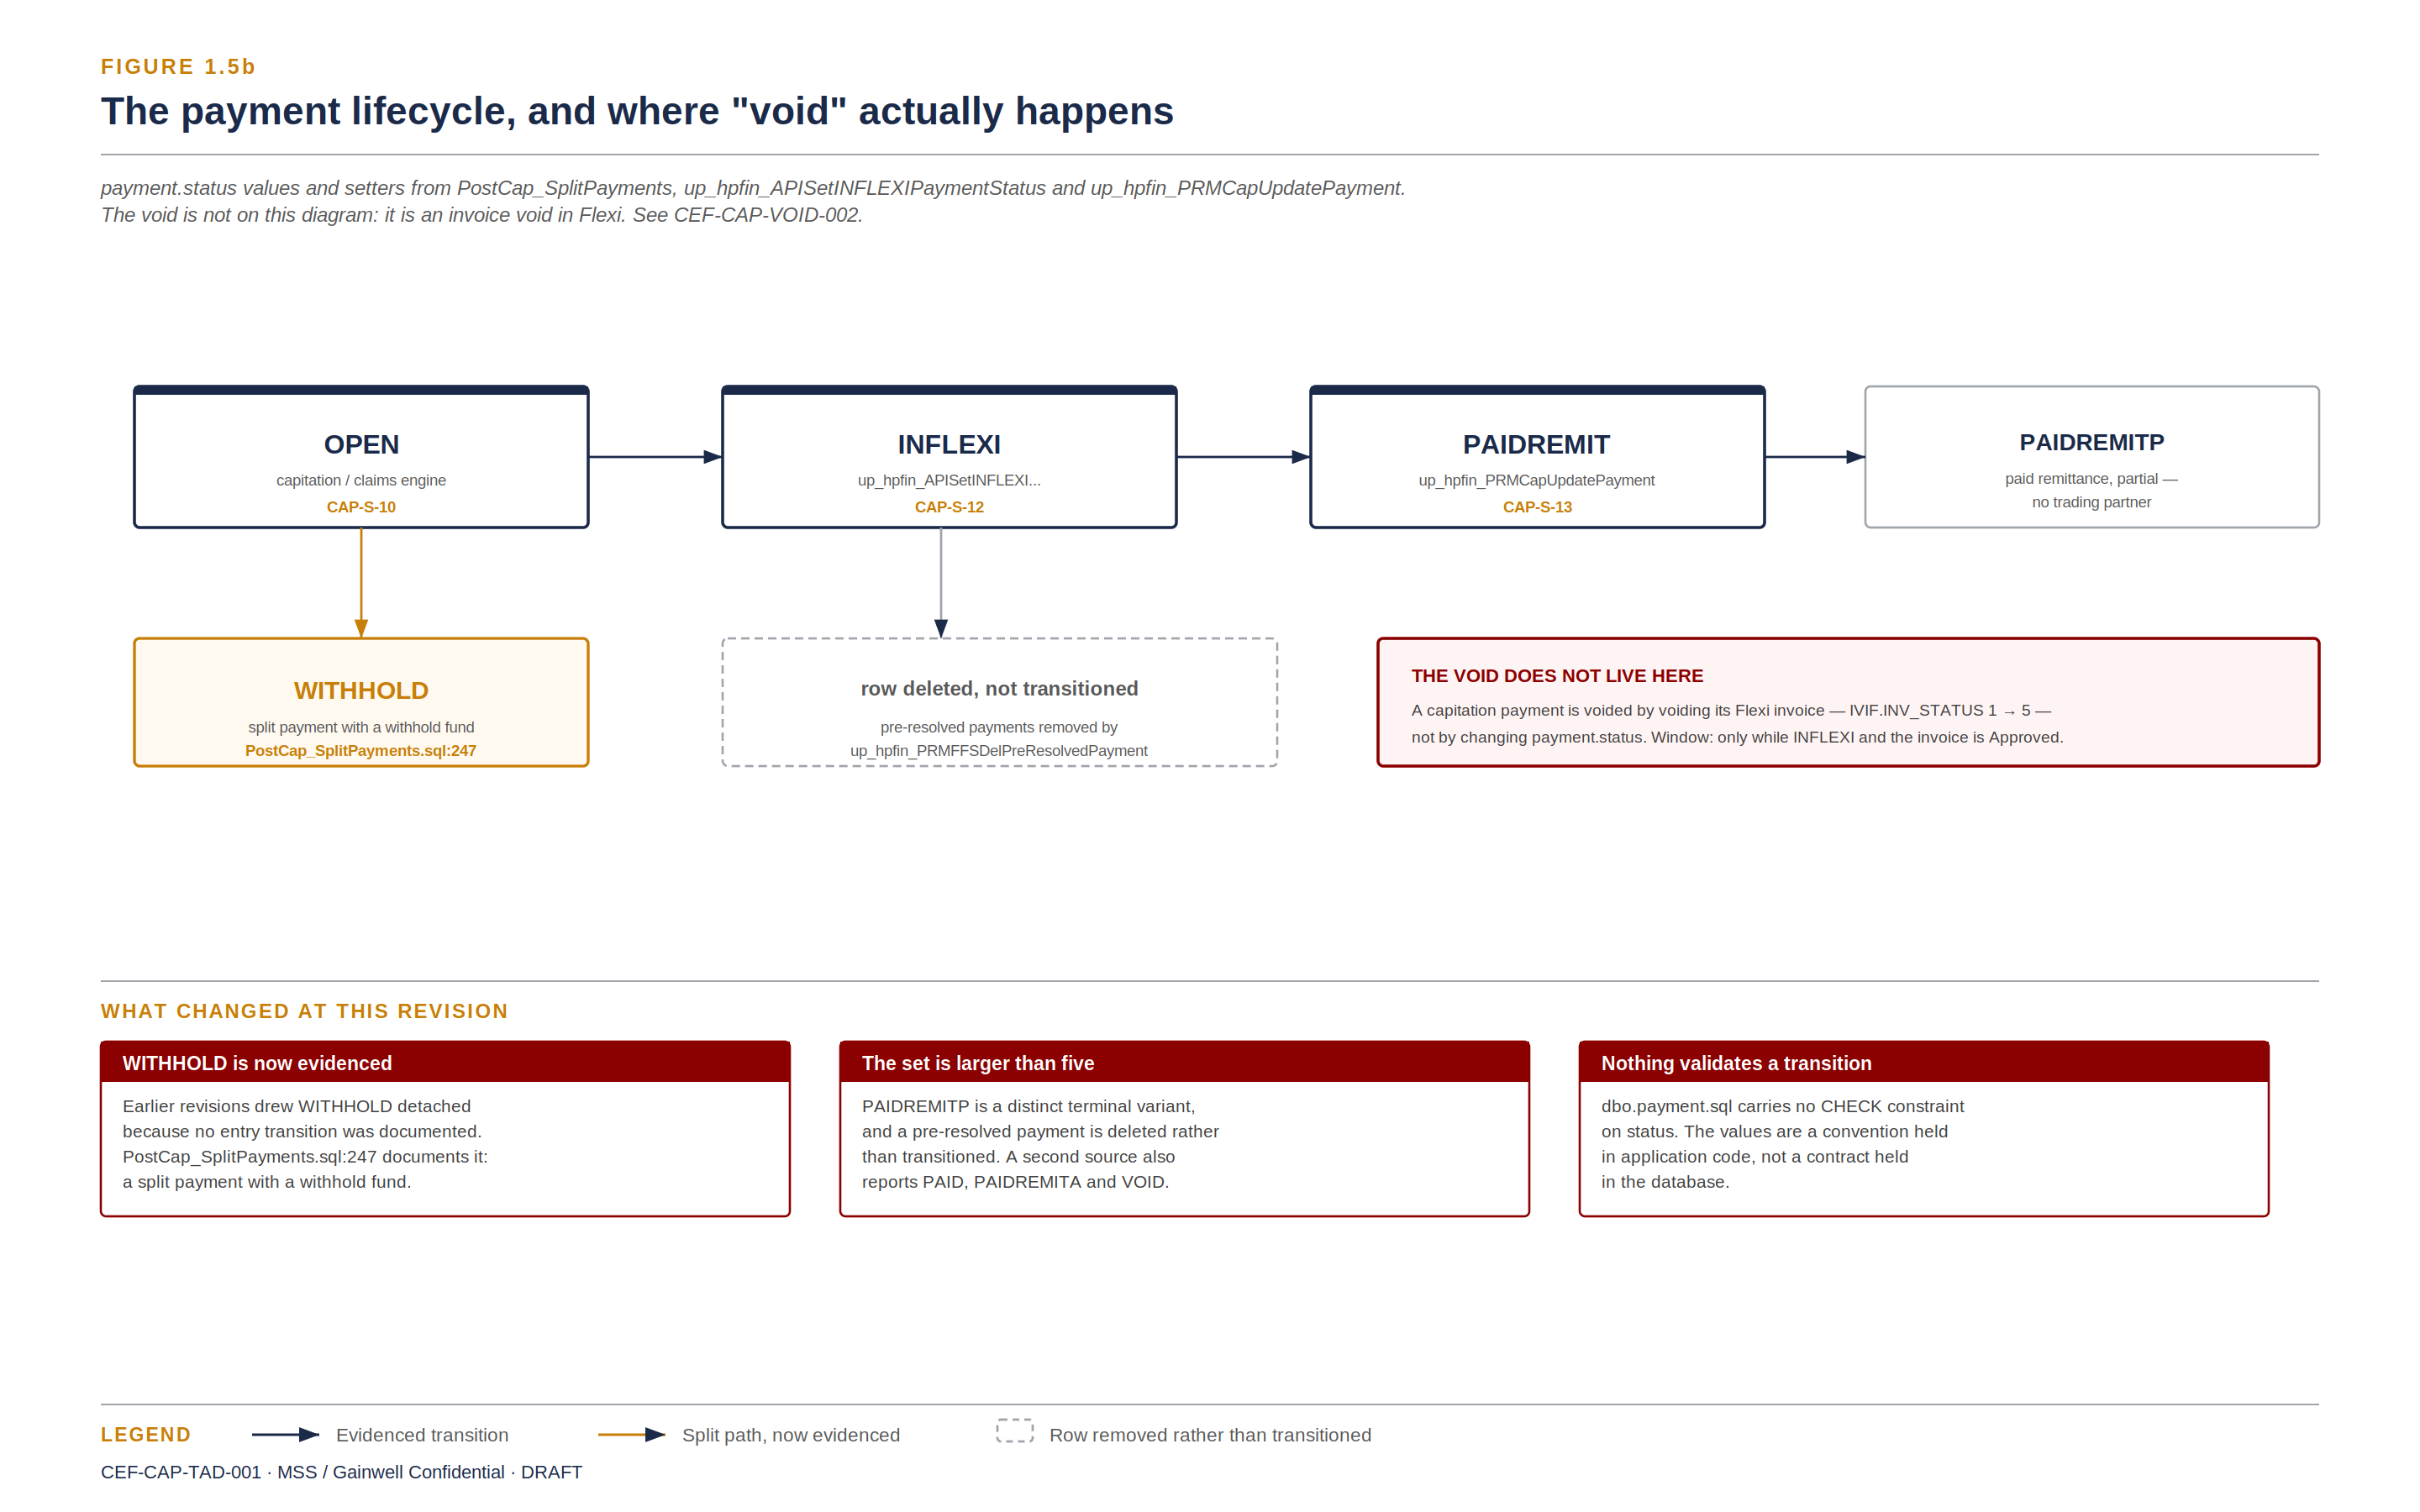 FIGURE 1.5b
The payment lifecycle, and where "void" actually happens
payment.status values and setters from PostCap_SplitPayments, up_hpfin_APISetINFLEXIPaymentStatus and up_hpfin_PRMCapUpdatePayment.
The void is not on this diagram: it is an invoice void in Flexi. See CEF-CAP-VOID-002.
OPEN
capitation / claims engine
CAP-S-10
INFLEXI
up_hpfin_APISetINFLEXI...
CAP-S-12
PAIDREMIT
up_hpfin_PRMCapUpdatePayment
CAP-S-13
PAIDREMITP
paid remittance, partial —
no trading partner
WITHHOLD
split payment with a withhold fund
PostCap_SplitPayments.sql:247
row deleted, not transitioned
pre-resolved payments removed by
up_hpfin_PRMFFSDelPreResolvedPayment
THE VOID DOES NOT LIVE HERE
A capitation payment is voided by voiding its Flexi invoice — IVIF.INV_STATUS 1 → 5 —
not by changing payment.status. Window: only while INFLEXI and the invoice is Approved.
WHAT CHANGED AT THIS REVISION
WITHHOLD is now evidenced
Earlier revisions drew WITHHOLD detached
because no entry transition was documented.
PostCap_SplitPayments.sql:247 documents it:
a split payment with a withhold fund.
The set is larger than five
PAIDREMITP is a distinct terminal variant,
and a pre-resolved payment is deleted rather
than transitioned. A second source also
reports PAID, PAIDREMITA and VOID.
Nothing validates a transition
dbo.payment.sql carries no CHECK constraint
on status. The values are a convention held
in application code, not a contract held
in the database.
LEGEND
Evidenced transition
Split path, now evidenced
Row removed rather than transitioned
CEF-CAP-TAD-001 · MSS / Gainwell Confidential · DRAFT